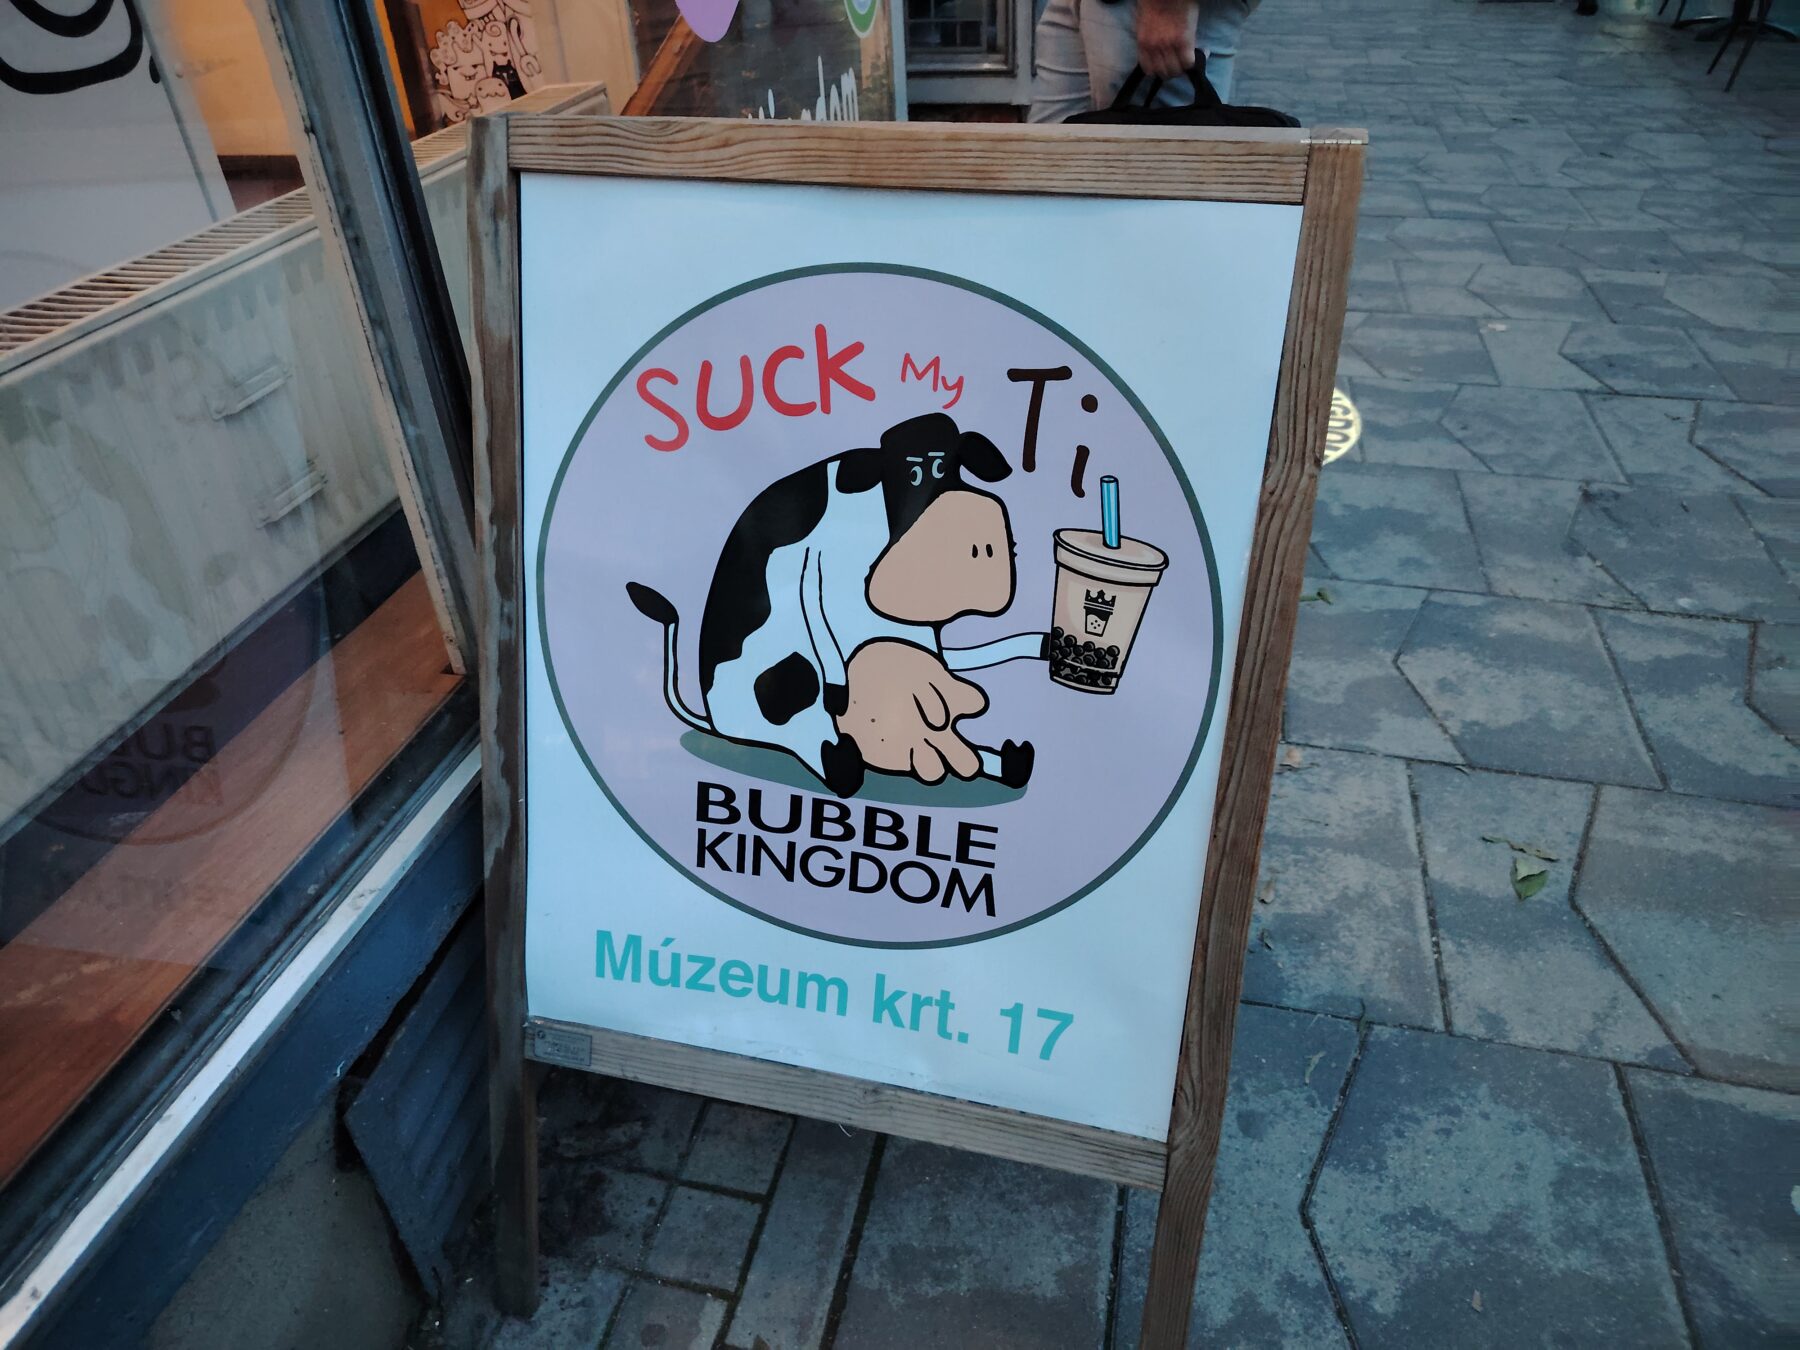 SUCK My Ti
BUBBLE
KINGDOM
Múzeum krt. 17